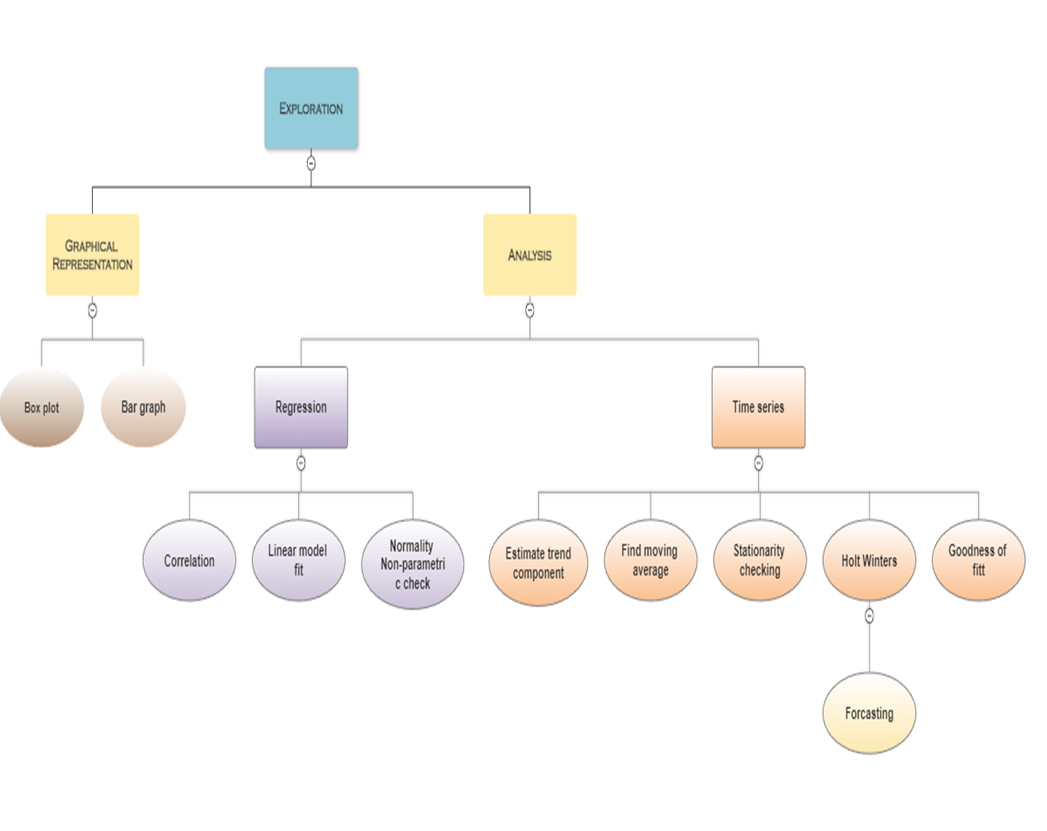 EXPLORATION
GRAPHICAL
REPRESENTATION
ANALYSIS
Box plot
Bar graph
Regression
Time series
Correlation
Linear model
fit
Normality
Non-parametri
c check
Estimate trend
component
Find moving
average
Stationarity
checking
Holt Winters
Goodness of
fitt
Forcasting